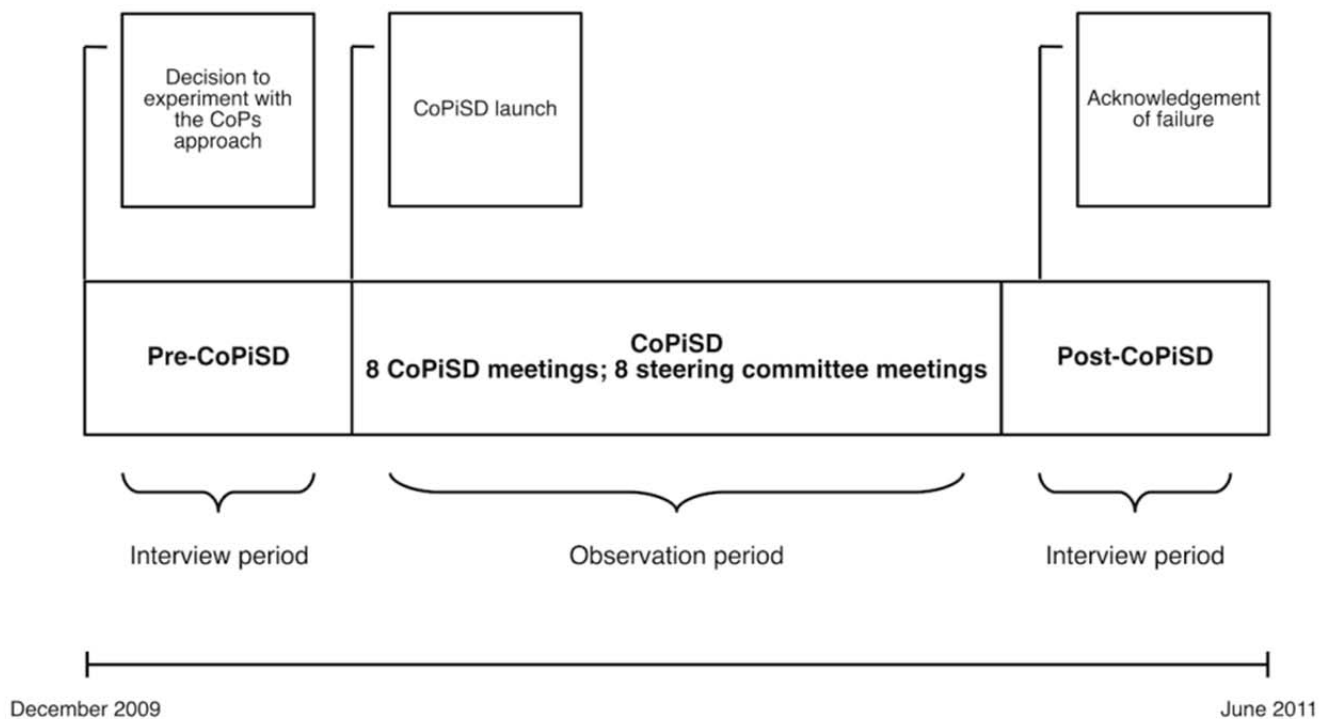 Decision to
experiment with
the CoPs
approach
CoPiSD launch
Acknowledgement
of failure
Pre-CoPiSD
CoPiSD
8 CoPiSD meetings; 8 steering committee meetings
Post-CoPiSD
Interview period
Observation period
Interview period
December 2009
June 2011